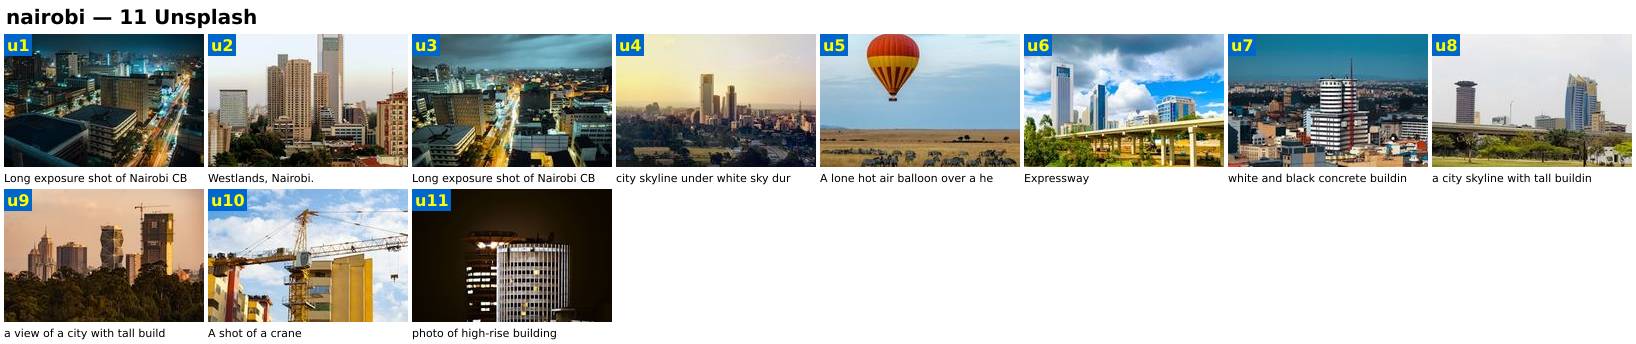 nairobi — 11 Unsplash
u1
u2
u3
u4
u5
u6
u7
u8
Long exposure shot of Nairobi CB
Westlands, Nairobi.
Long exposure shot of Nairobi CB
city skyline under white sky dur
A lone hot air balloon over a he
Expressway
white and black concrete buildin
a city skyline with tall buildin
u9
u10
u11
a view of a city with tall build
A shot of a crane
photo of high-rise building